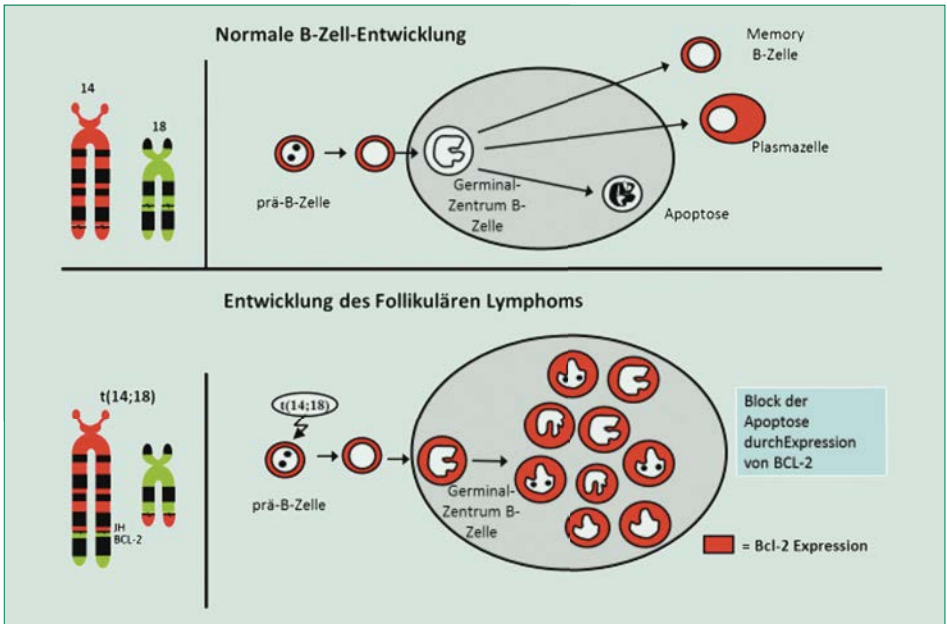 Normale B-Zell-Entwicklung
14
18
prä-B-Zelle
Germinal-
Zentrum B-
Zelle
Memory
B-Zelle
Plasmazelle
Apoptose
Entwicklung des Follikulären Lymphoms
t(14;18)
JH
BCL-2
t(14;18)
prä-B-Zelle
Germinal-
Zentrum B-
Zelle
Block der
Apoptose
durchExpression
von BCL-2
= Bcl-2 Expression